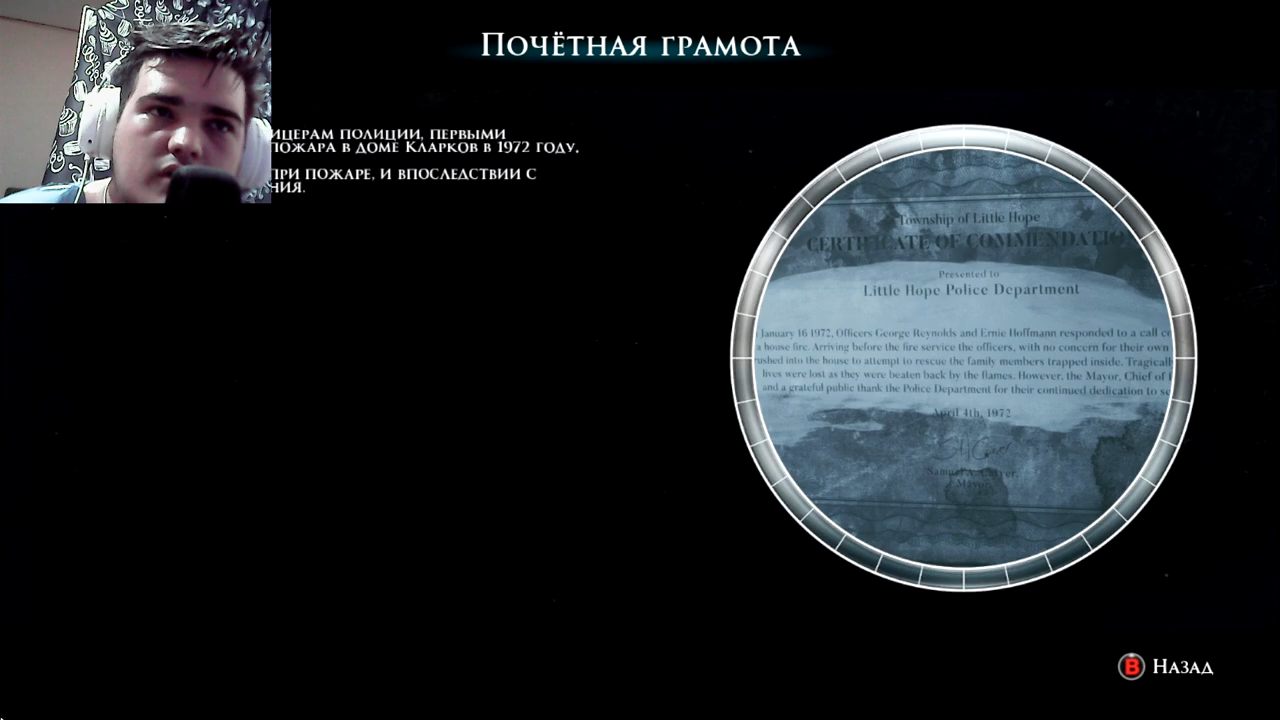 Почётная грамота
ицерам полиции, первыми
пожара в доме Кларков в 1972 году.
при пожаре, и впоследствии с
ния.
Township of Little Hope
CERTIFICATE OF COMMENDATIO
Presented to
Little Hope Police Department
January 16 1972, Officers George Reynolds and Ernie Hoffmann responded to a call
a house fire. Arriving before the fire service the officers, with no concern for their own
rushed into the house to attempt to rescue the family members trapped inside. Tragicall
lives were lost as they were beaten back by the flames. However, the Mayor, Chief of
and a grateful public thank the Police Department for their continued dedication to se
April 4th, 1972
Samuel A.
Mayor.
B Назад